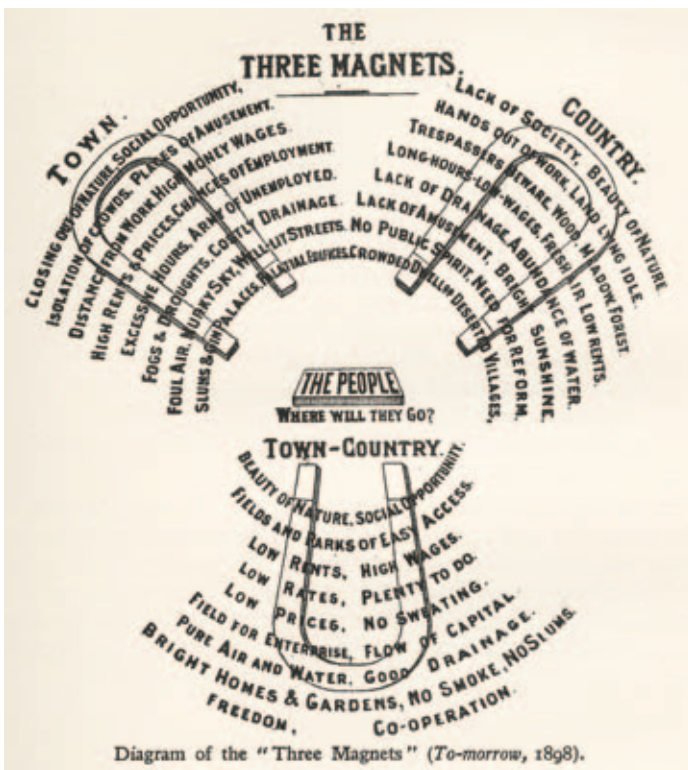 THE
THREE MAGNETS.
TOWN.
CLOSING OUT OF NATURE. SOCIAL OPPORTUNITY.
ISOLATION OF CROWDS. PLACES OF AMUSEMENT.
DISTANCE FROM WORK. HIGH MONEY WAGES.
HIGH RENTS & PRICES. CHANCES OF EMPLOYMENT.
EXCESSIVE HOURS. ARMY OF UNEMPLOYED.
FOGS & DROUGHTS. COSTLY DRAINAGE.
FOUL AIR. MURKY SKY. WELL-LIT STREETS.
SLUMS & GIN PALACES. PALATIAL EDIFICES.
COUNTRY.
LACK OF SOCIETY. BEAUTY OF NATURE.
HANDS OUT OF WORK. LAND LYING IDLE.
TRESPASSERS BEWARE. WOOD, MEADOW, FOREST.
LONG-HOURS-LOW-WAGES. FRESH AIR LOW RENTS.
LACK OF DRAINAGE. ABUNDANCE OF WATER.
LACK OF AMUSEMENT. BRIGHT SUNSHINE.
NO PUBLIC SPIRIT. NEED FOR REFORM.
CROWDED DWELLINGS DESERTED VILLAGES,
THE PEOPLE
WHERE WILL THEY GO?
TOWN-COUNTRY.
BEAUTY OF NATURE, SOCIAL OPPORTUNITY.
FIELDS AND PARKS OF EASY ACCESS.
LOW RENTS, HIGH WAGES.
LOW RATES, PLENTY TO DO.
LOW PRICES, NO SWEATING.
FIELD FOR ENTERPRISE, FLOW OF CAPITAL.
PURE AIR AND WATER, GOOD DRAINAGE.
BRIGHT HOMES & GARDENS, NO SMOKE, NO SLUMS.
FREEDOM, CO-OPERATION.
Diagram of the "Three Magnets" (To-morrow, 1898).